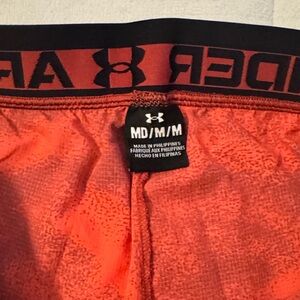 MD/M/M
MADE IN PHILIPPINES
FABRIQUÉ AUX PHILIPPINES
HECHO EN FILIPINAS